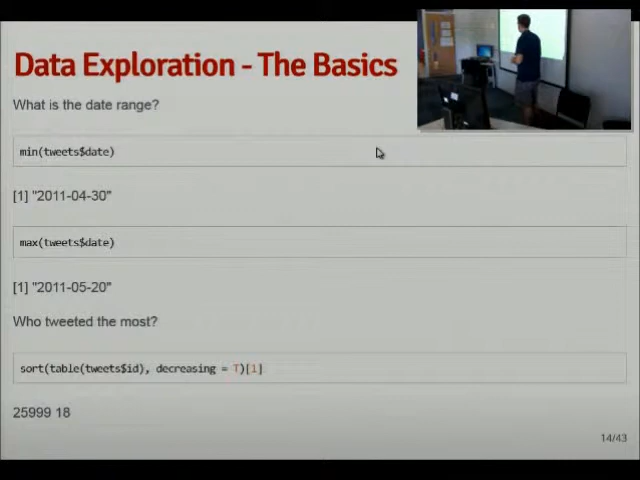 Data Exploration - The Basics
What is the date range?
min(tweets$date)
[1] "2011-04-30"
max(tweets$date)
[1] "2011-05-20"
Who tweeted the most?
sort(table(tweets$id), decreasing = T)[1]
25999 18
14/43